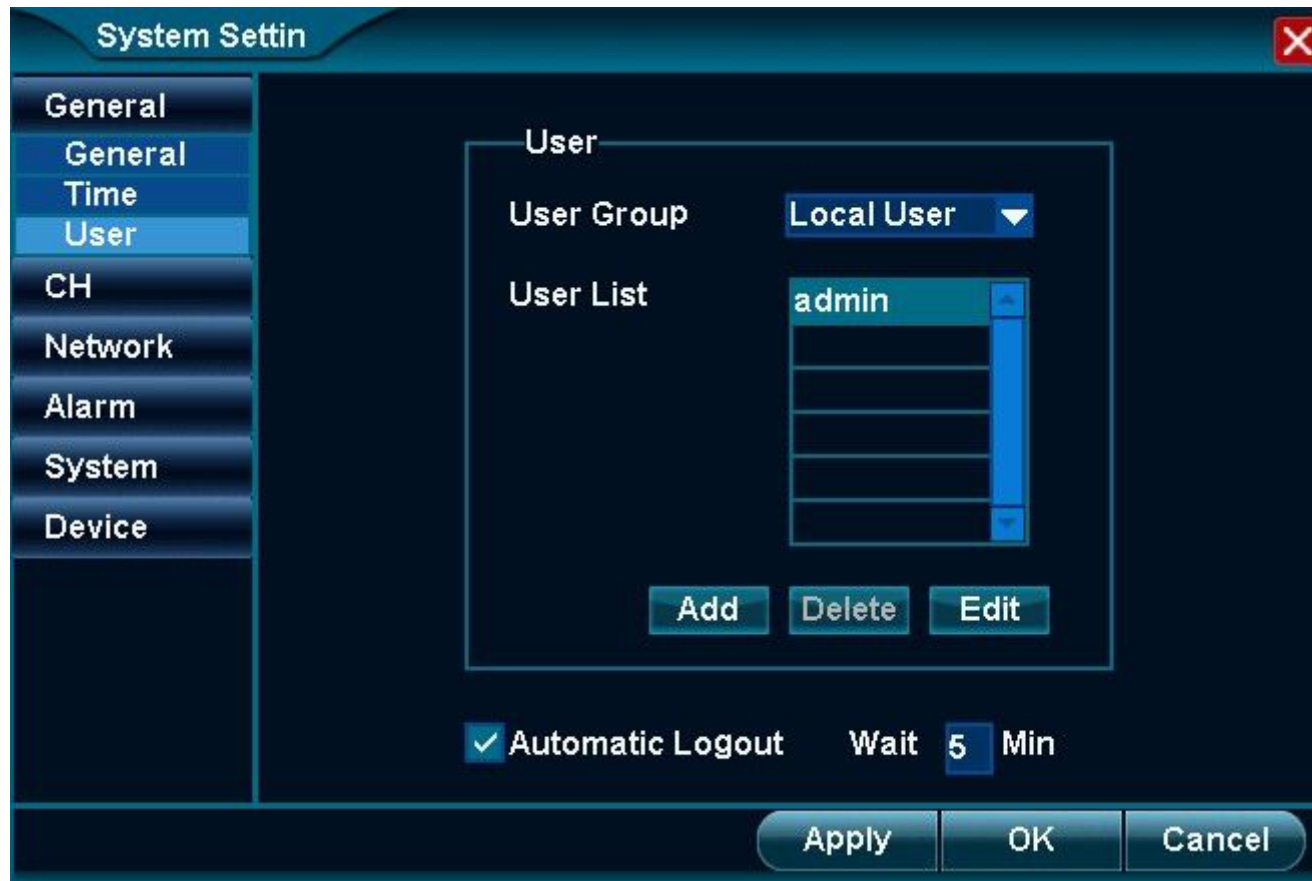 System Settin
General
General
Time
User
CH
Network
Alarm
System
Device
User
User Group Local User
User List admin
Add Delete Edit
Automatic Logout Wait 5 Min
Apply OK Cancel